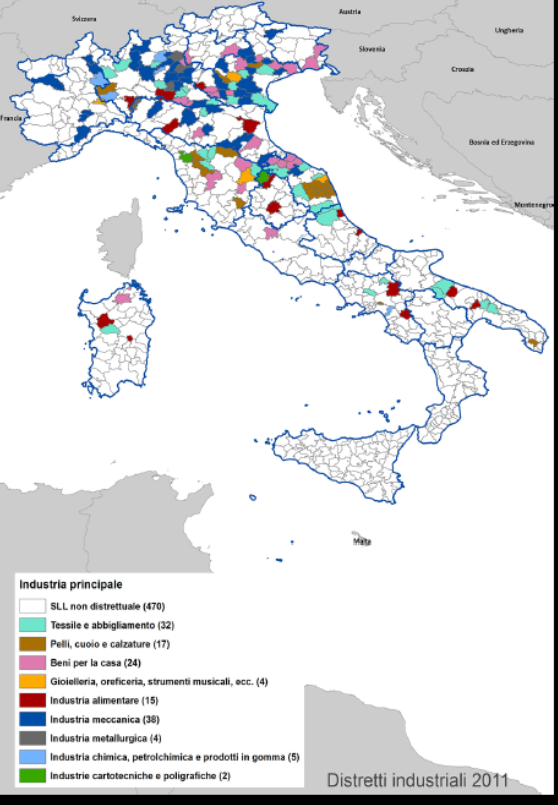 Austria
Svizzera
Ungheria
Slovenia
Croazia
Francia
Bosnia ed Erzegovina
Montenegro
Malta
Industria principale
SLL non distrettuale (470)
Tessile e abbigliamento (32)
Pelli, cuoio e calzature (17)
Beni per la casa (24)
Gioielleria, oreficeria, strumenti musicali, ecc. (4)
Industria alimentare (15)
Industria meccanica (38)
Industria metallurgica (4)
Industria chimica, petrolchimica e prodotti in gomma (5)
Industrie cartotecniche e poligrafiche (2)
Distretti industriali 2011